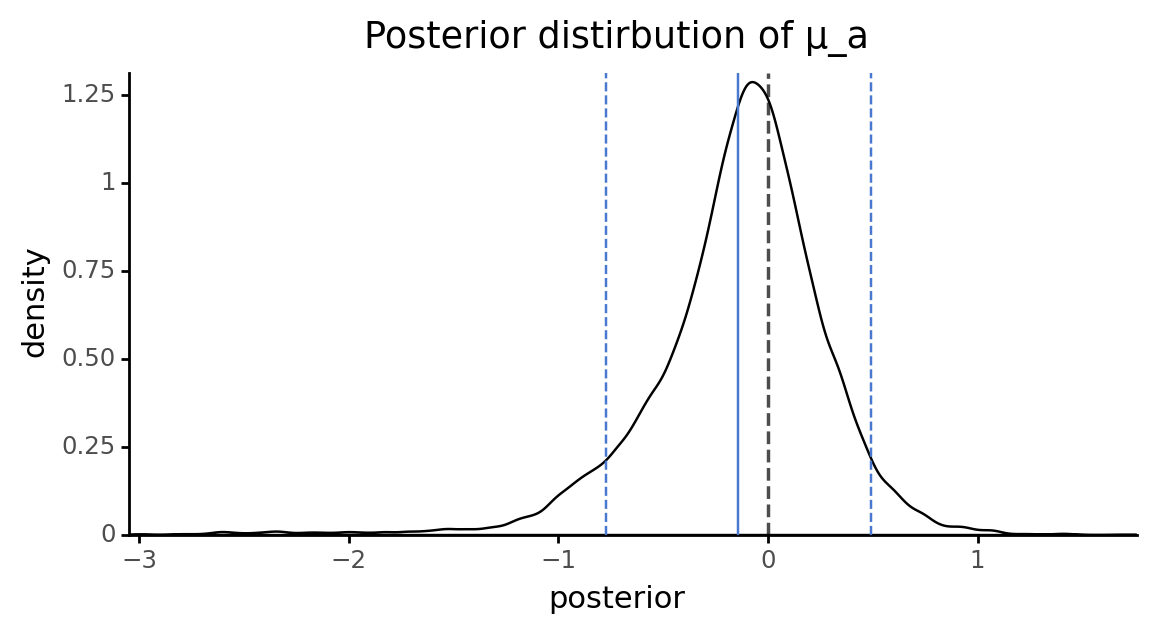 Posterior distirbution of μ_a
density
1.25
1
0.75
0.50
0.25
0
−3 −2 −1 0 1
posterior